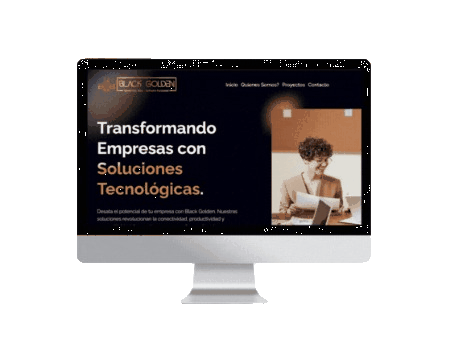 BLACK GOLDEN
Inicio Quienes Somos? Proyectos Contacto
Transformando
Empresas con
Soluciones
Tecnológicas.
Desata el potencial de tu empresa con Black Golden. Nuestras
soluciones revolucionan la conectividad, productividad y